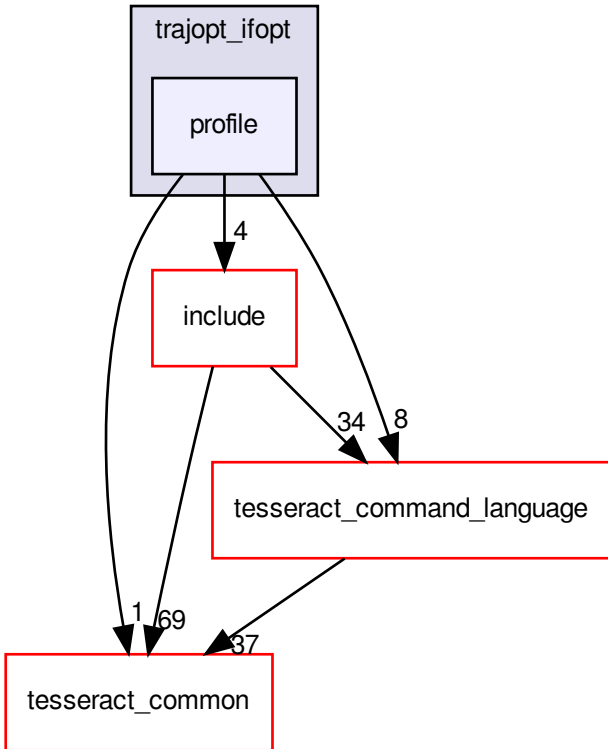 trajopt_ifopt
profile
4
include
34
8
tesseract_command_language
1
69
37
tesseract_common